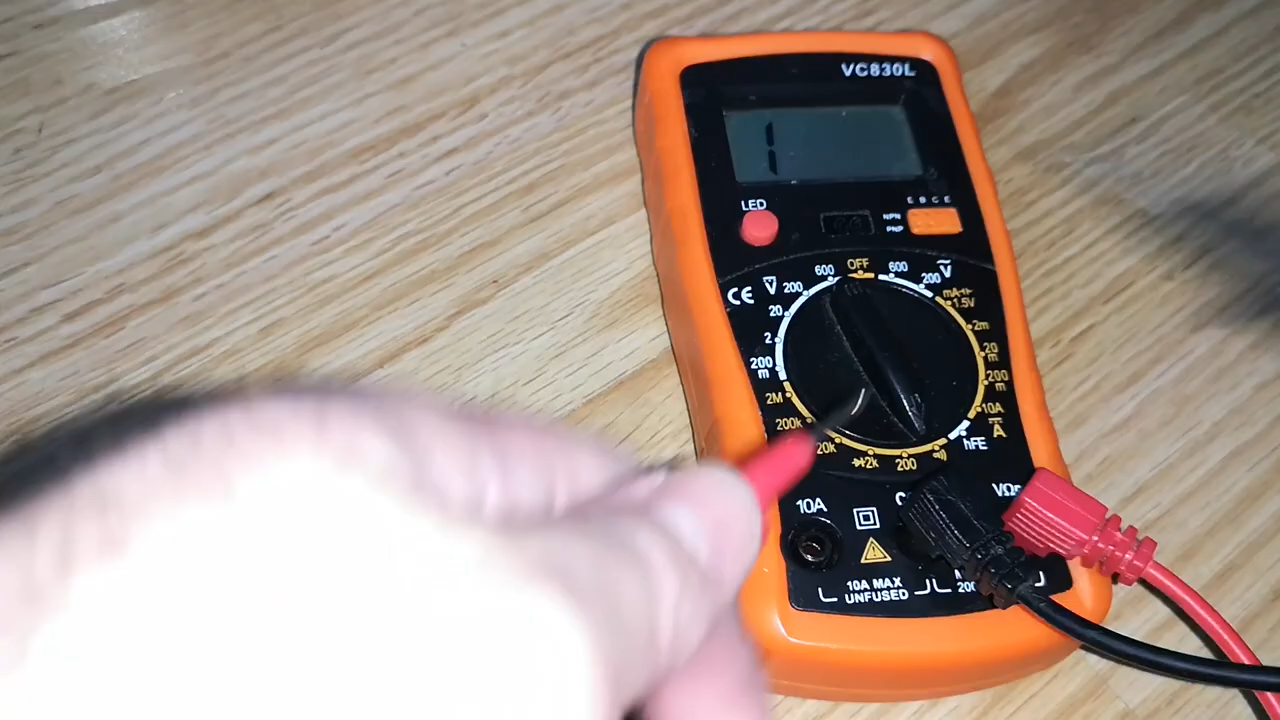 VC830L
1
LED
E B C E
NPN
PNP
CE
V
600
OFF
600
200
V
200
mA
1.5V
20
2m
2
20
m
200
m
200
m
2M
10A
A
200k
hFE
20k
2k
200
10A
VΩ
10A MAX
UNFUSED